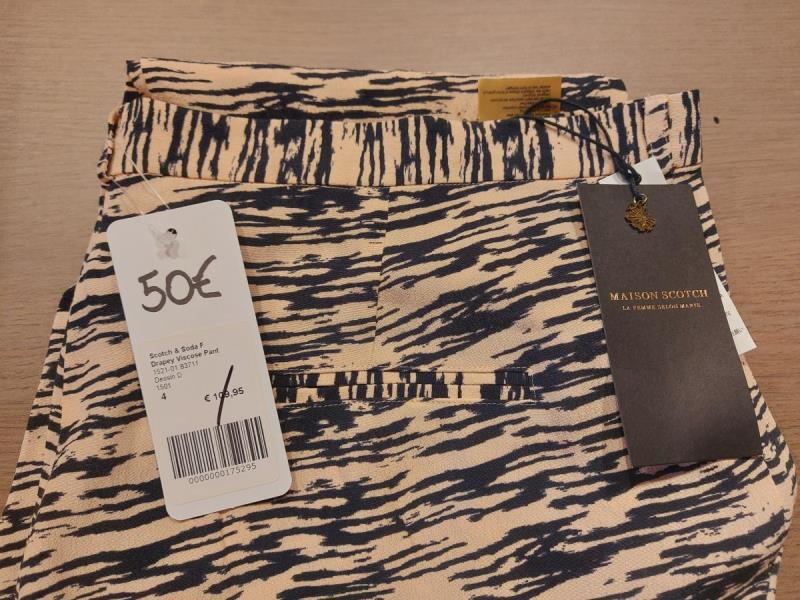 50€
Scotch & Soda F
Drapey Viscose Pant
1521-01.83711
Dessin D
1501
4 € 109,95
0000000175295
MAISON SCOTCH
LA FEMME SELON MARIE